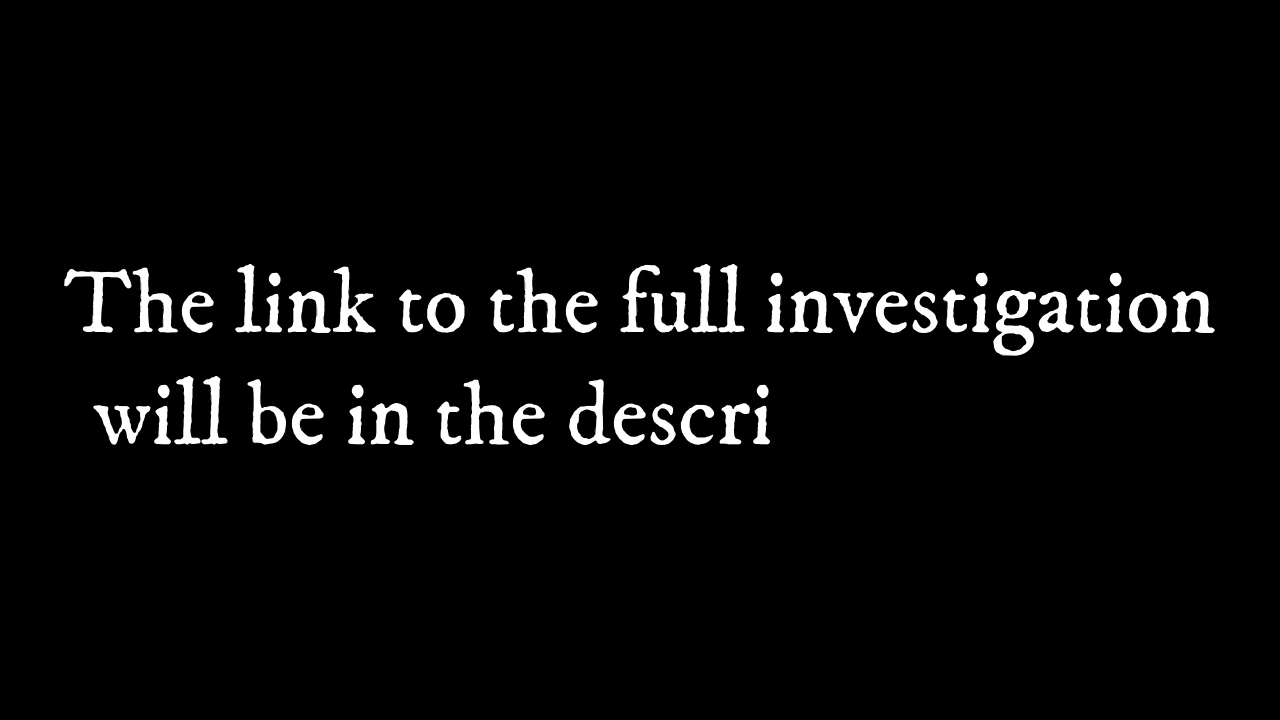 The link to the full investigation
will be in the descri